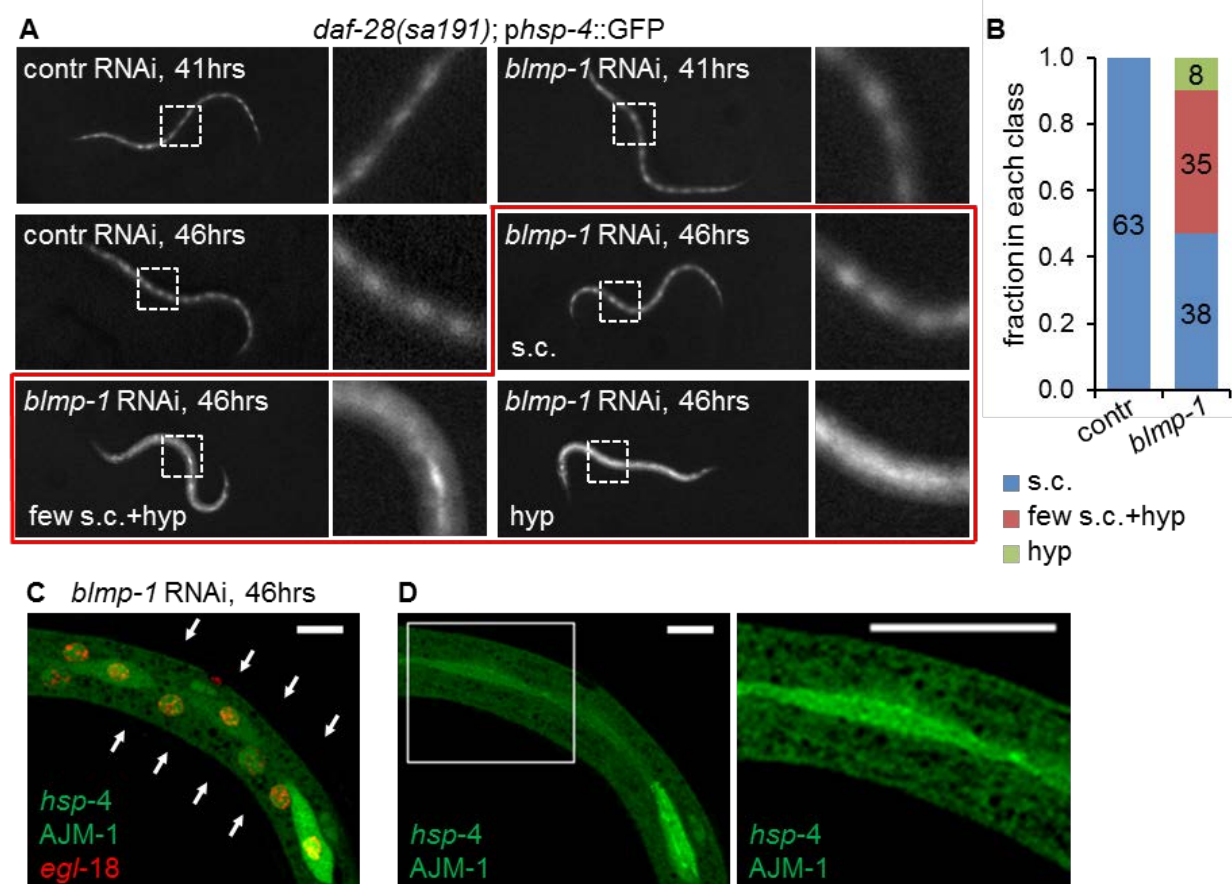 A
daf-28(sa191); phsp-4::GFP
contr RNAi, 41hrs
blmp-1 RNAi, 41hrs
contr RNAi, 46hrs
blmp-1 RNAi, 46hrs
s.c.
blmp-1 RNAi, 46hrs
few s.c.+hyp
blmp-1 RNAi, 46hrs
hyp
B
fraction in each class
1.0
0.8
0.6
0.4
0.2
0.0
63
8
35
38
contr
blmp-1
s.c.
few s.c.+hyp
hyp
C blmp-1 RNAi, 46hrs
hsp-4
AJM-1
egl-18
D
hsp-4
AJM-1
hsp-4
AJM-1